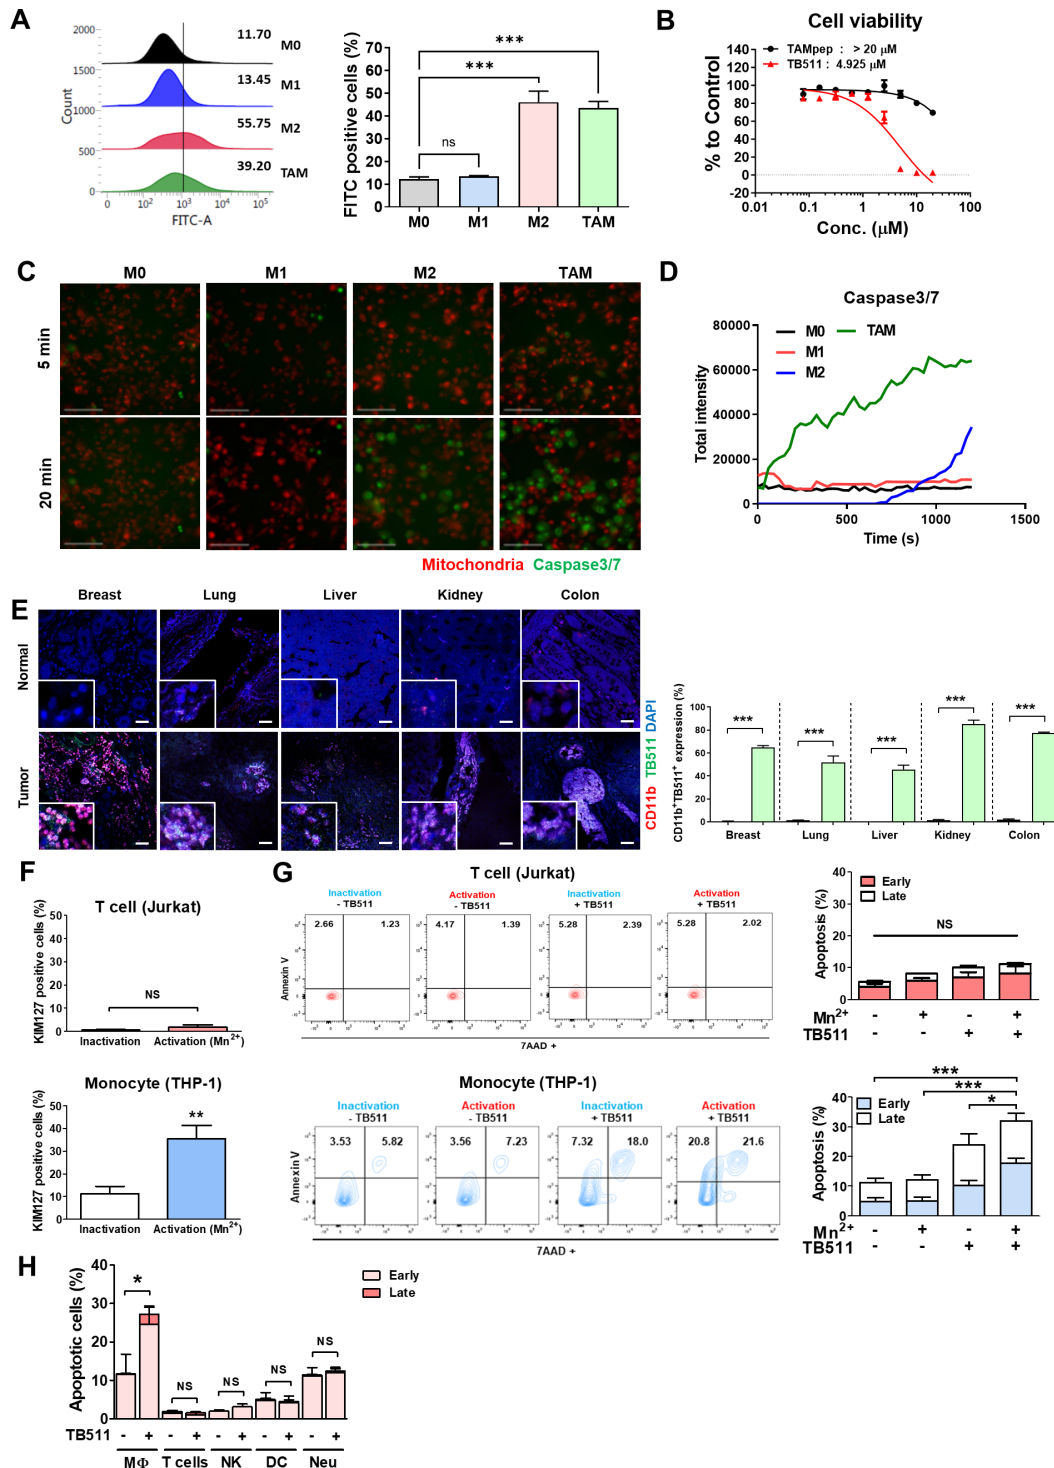 A
2000
1500
1000
500
0
Count
11.70
M0
13.45
M1
55.75
M2
39.20
TAM
0 10² 10³ 10⁴ 10⁵
FITC-A
FITC positive cells (%)
70
60
50
40
30
20
10
0
***
***
ns
M0 M1 M2 TAM
B
Cell viability
TAMpep : > 20 μM
TB511 : 4.925 μM
% to Control
140
120
100
80
60
40
20
0
-20
0.01 0.1 1 10 100
Conc. (μM)
C
M0 M1 M2 TAM
5 min
20 min
Mitochondria Caspase3/7
D
Caspase3/7
M0 TAM
M1
M2
Total intensity
80000
60000
40000
20000
0
0 500 1000 1500
Time (s)
E
Breast Lung Liver Kidney Colon
Normal
Tumor
CD11b TB511 DAPI
CD11b⁺TB511⁺ expression (%)
100
80
60
40
20
0
*** *** *** *** ***
Breast Lung Liver Kidney Colon
F
T cell (Jurkat)
KIM127 positive cells (%)
50
40
30
20
10
0
NS
Inactivation Activation (Mn²⁺)
Monocyte (THP-1)
KIM127 positive cells (%)
50
40
30
20
10
0
**
Inactivation Activation (Mn²⁺)
G
T cell (Jurkat)
Inactivation Activation Inactivation Activation
- TB511 - TB511 + TB511 + TB511
2.66 1.23 4.17 1.39 5.28 2.39 5.28 2.02
Annexin V
7AAD +
Apoptosis (%)
40
30
20
10
0
Early
Late
NS
Mn²⁺ - + - +
TB511 - - + +
Monocyte (THP-1)
Inactivation Activation Inactivation Activation
- TB511 - TB511 + TB511 + TB511
3.53 5.82 3.56 7.23 7.32 18.0 20.8 21.6
Annexin V
7AAD +
Apoptosis (%)
40
30
20
10
0
***
***
*
Early
Late
Mn²⁺ - + - +
TB511 - - + +
H
Apoptotic cells (%)
40
30
20
10
0
Early
Late
* NS NS NS NS
TB511 - + - + - + - + - +
MΦ T cells NK DC Neu